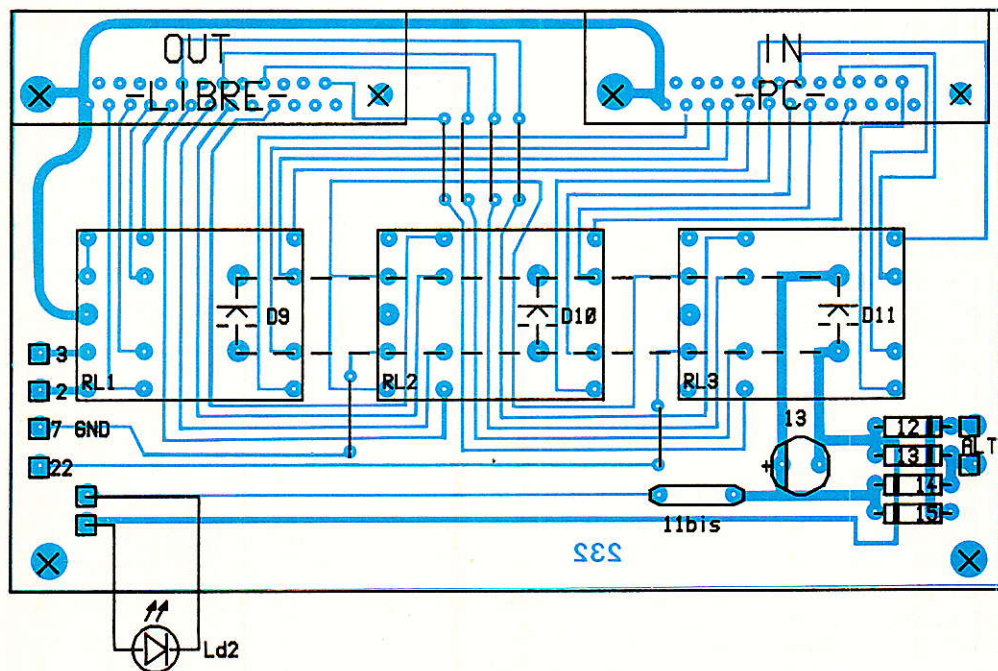 OUT
-LIBRE-
IN
-PC-
D9
D10
D11
3
2
7 GND
22
RL1
RL2
RL3
13
+
12
13
14
15
ALT
11bis
232
Ld2